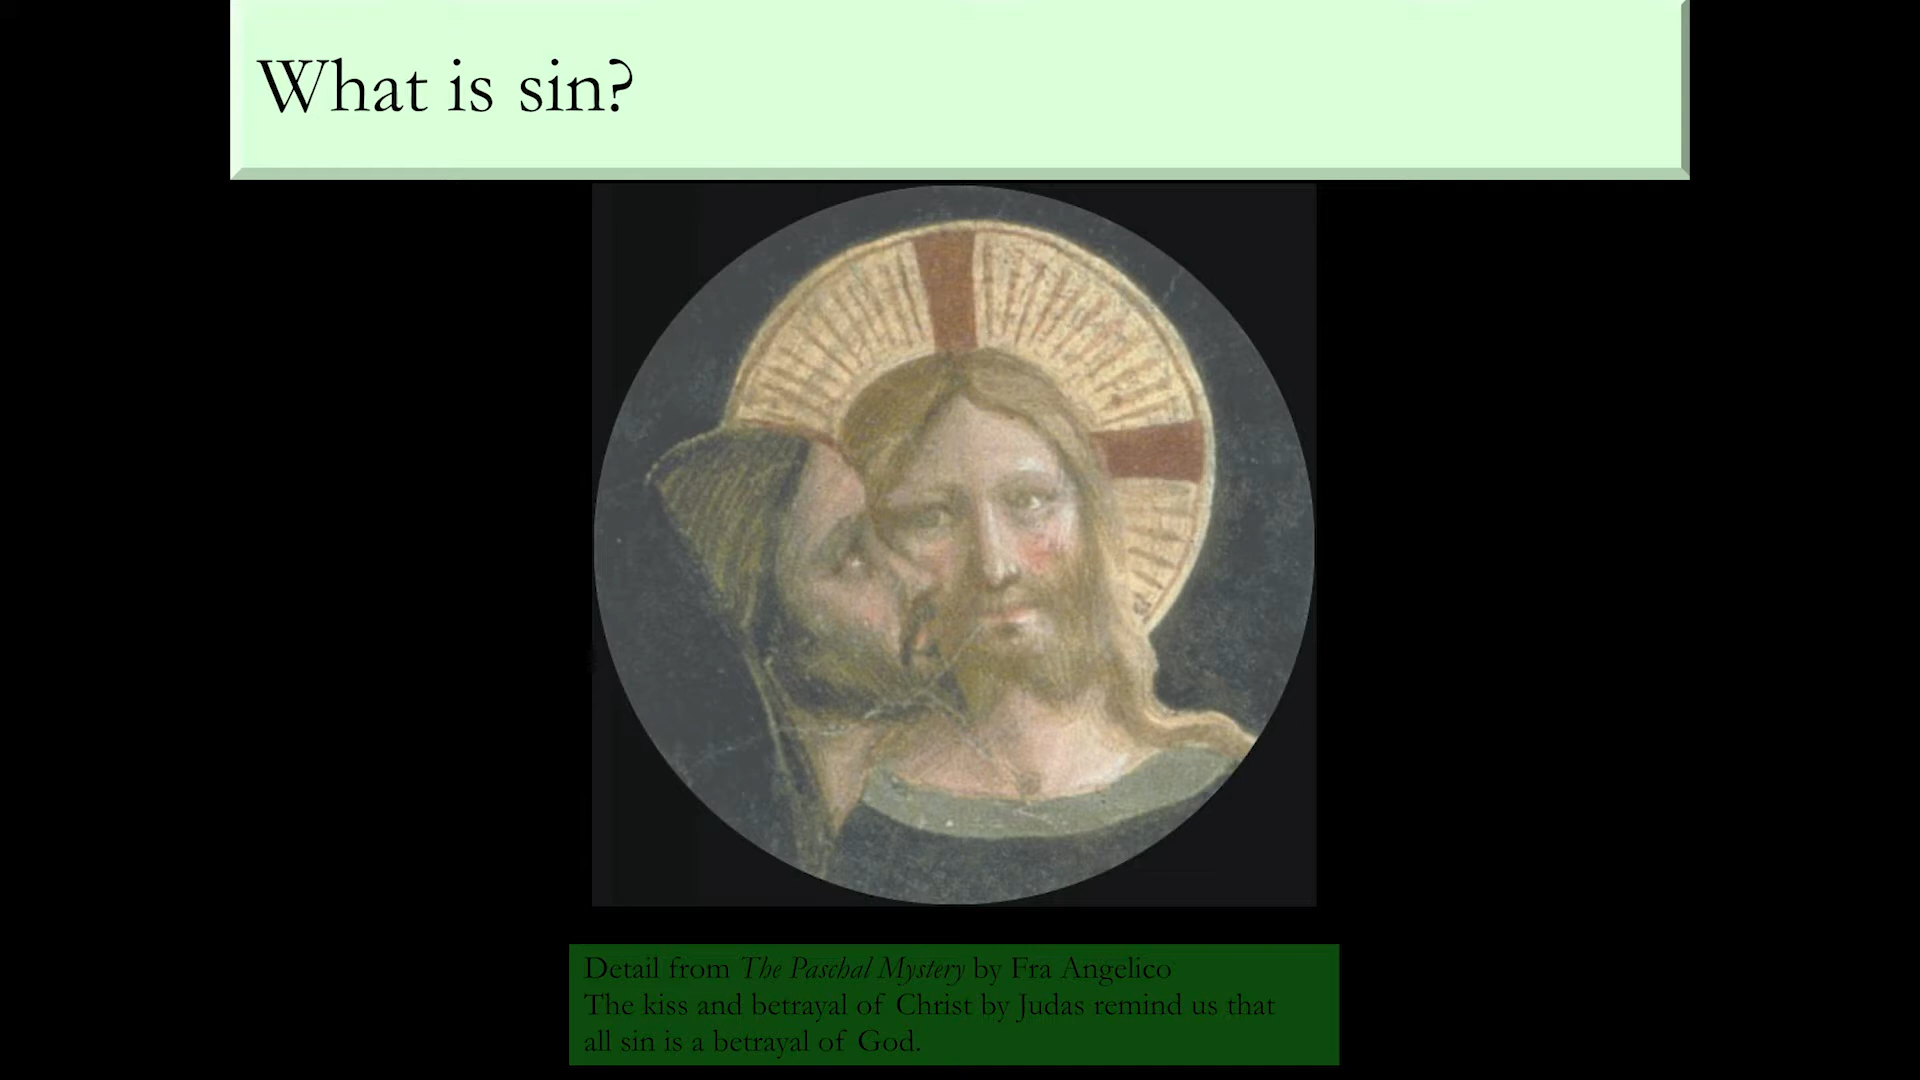 What is sin?
Detail from The Paschal Mystery by Fra Angelico
The kiss and betrayal of Christ by Judas remind us that
all sin is a betrayal of God.